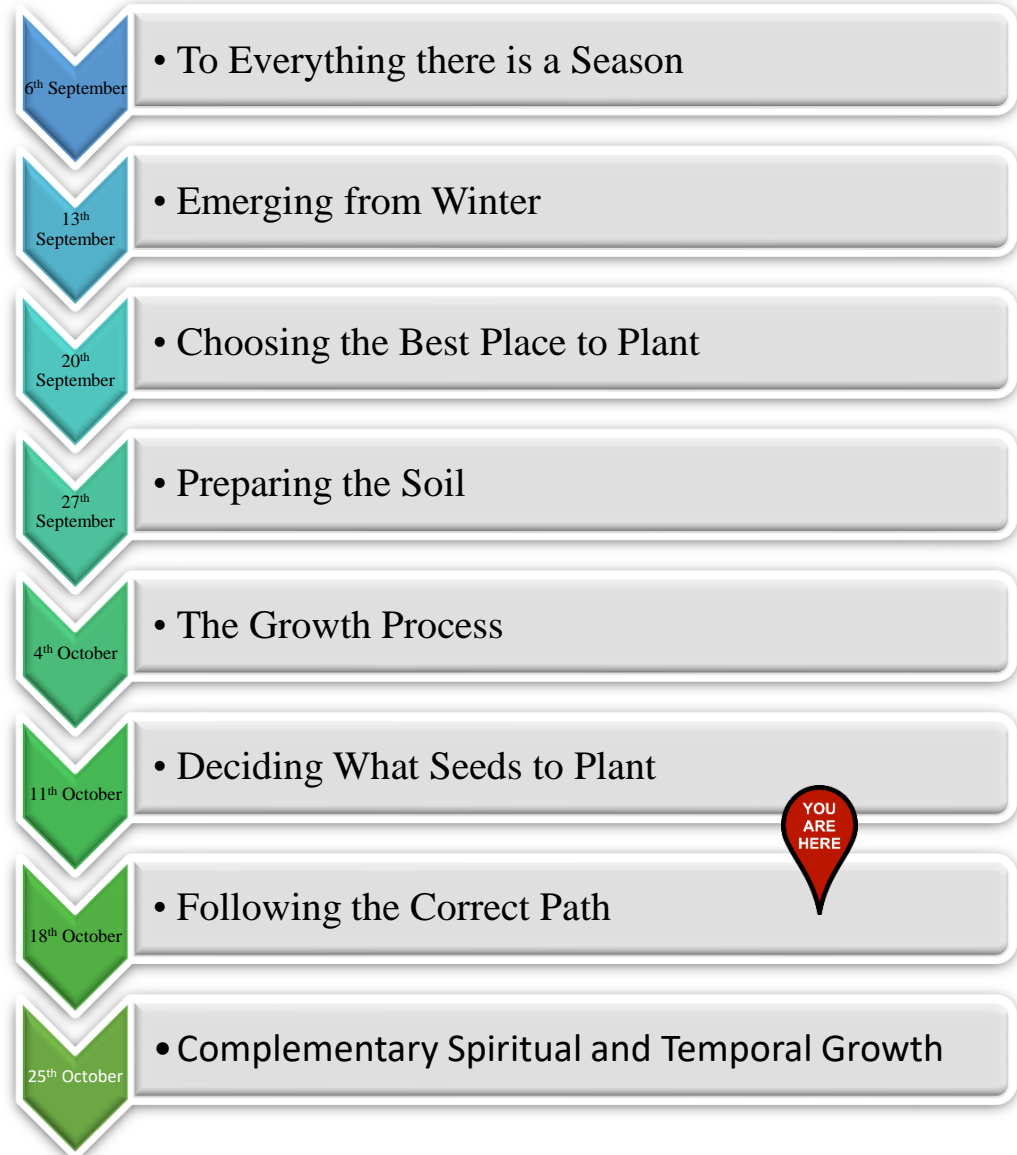 6th September
• To Everything there is a Season
13th
September
• Emerging from Winter
20th
September
• Choosing the Best Place to Plant
27th
September
• Preparing the Soil
4th October
• The Growth Process
11th October
• Deciding What Seeds to Plant
YOU
ARE
HERE
18th October
• Following the Correct Path
25th October
• Complementary Spiritual and Temporal Growth